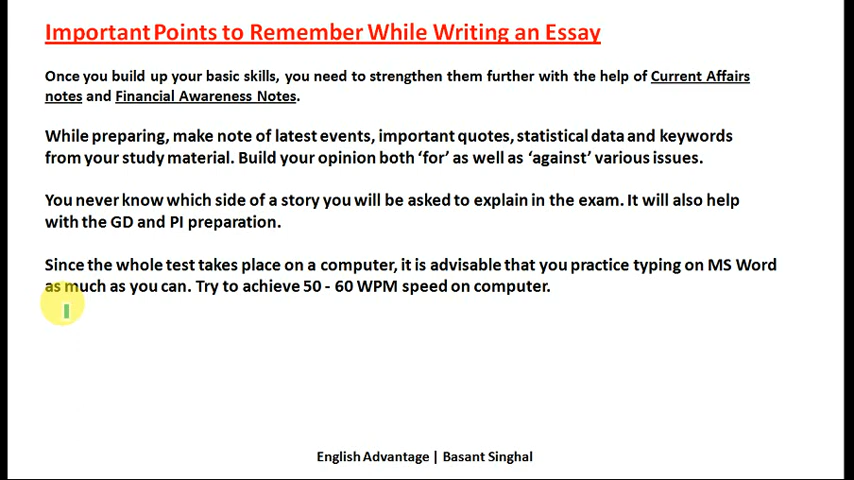 Important Points to Remember While Writing an Essay
Once you build up your basic skills, you need to strengthen them further with the help of Current Affairs
notes and Financial Awareness Notes.
While preparing, make note of latest events, important quotes, statistical data and keywords
from your study material. Build your opinion both ‘for’ as well as ‘against’ various issues.
You never know which side of a story you will be asked to explain in the exam. It will also help
with the GD and PI preparation.
Since the whole test takes place on a computer, it is advisable that you practice typing on MS Word
as much as you can. Try to achieve 50 - 60 WPM speed on computer.
English Advantage | Basant Singhal